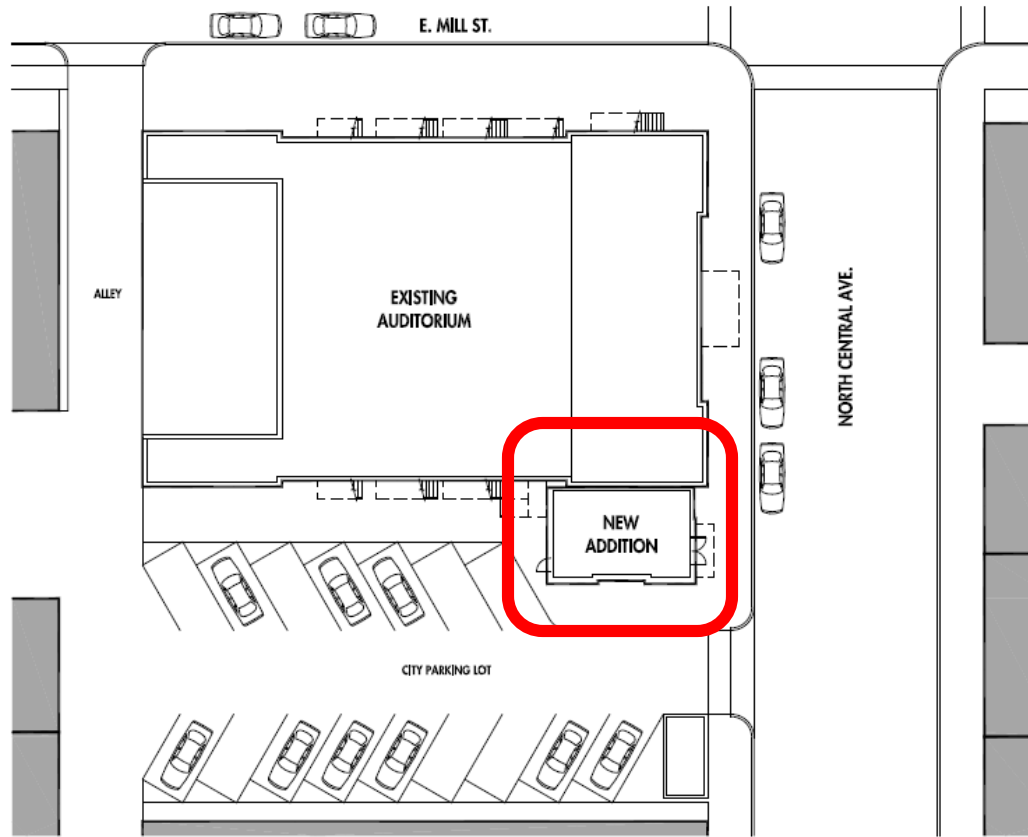 E. MILL ST.
ALLEY
EXISTING
AUDITORIUM
NORTH CENTRAL AVE.
NEW
ADDITION
CITY PARKING LOT